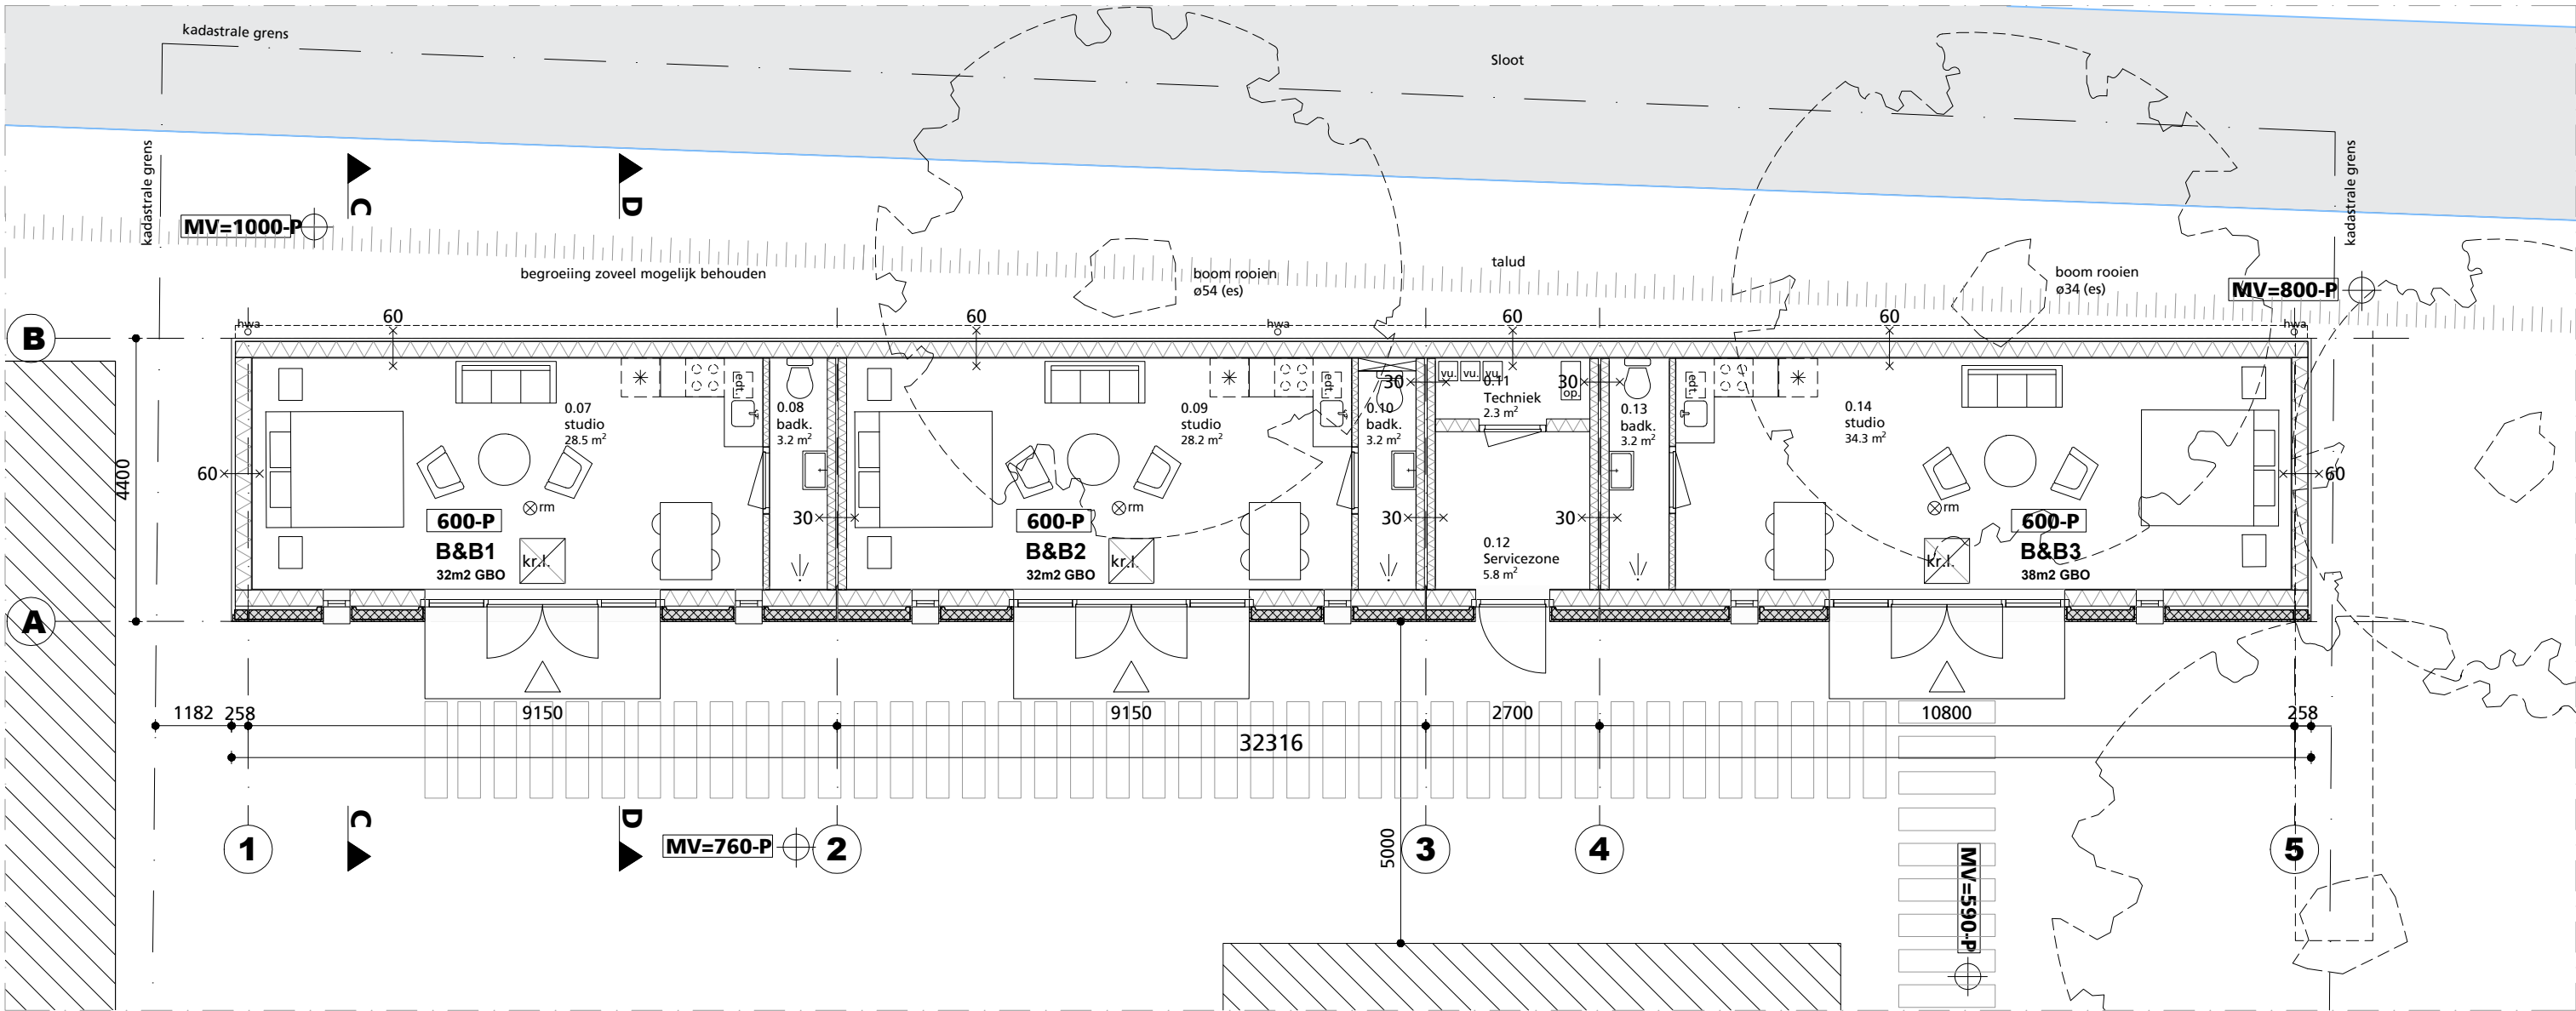 kadastrale grens
Sloot
kadastrale grens
kadastrale grens
C
D
MV=1000-P
begroeiing zoveel mogelijk behouden
boom rooien
ø54 (es)
talud
boom rooien
ø34 (es)
MV=800-P
B
hwa
60
60
hwa
60
60
hwa
4400
60
0.07
studio
28.5 m²
edt.
0.08
badk.
3.2 m²
30
rm
600-P
B&B1
32m2 GBO
kr.l.
0.09
studio
28.2 m²
edt.
0.10
badk.
3.2 m²
30
30
rm
600-P
B&B2
32m2 GBO
kr.l.
vu.
vu.
vu.
0.11
Techniek
2.3 m²
30
op.
0.12
Servicezone
5.8 m²
30
0.13
badk.
3.2 m²
edt.
0.14
studio
34.3 m²
60
rm
600-P
B&B3
38m2 GBO
kr.l.
A
1182
258
9150
9150
2700
10800
258
32316
C
D
MV=760-P
1
2
5000
3
4
MV=590-P
5